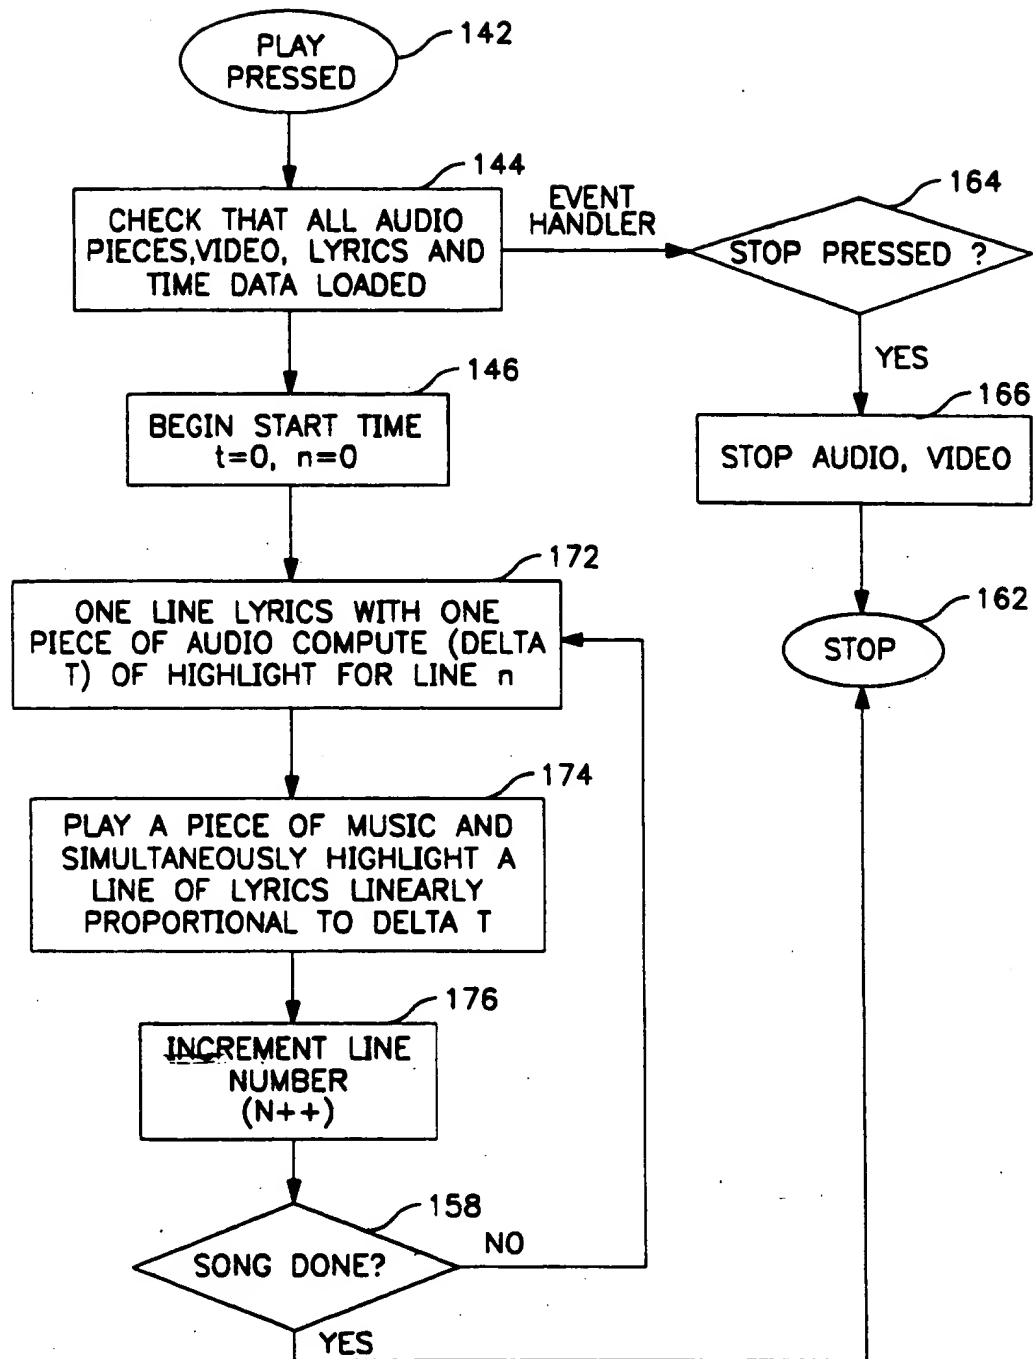 PLAY
PRESSED
142
144
CHECK THAT ALL AUDIO
PIECES,VIDEO, LYRICS AND
TIME DATA LOADED
EVENT
HANDLER
164
STOP PRESSED ?
YES
146
BEGIN START TIME
t=0, n=0
166
STOP AUDIO, VIDEO
172
ONE LINE LYRICS WITH ONE
PIECE OF AUDIO COMPUTE (DELTA
T) OF HIGHLIGHT FOR LINE n
162
STOP
174
PLAY A PIECE OF MUSIC AND
SIMULTANEOUSLY HIGHLIGHT A
LINE OF LYRICS LINEARLY
PROPORTIONAL TO DELTA T
176
INCREMENT LINE
NUMBER
(N++)
158
SONG DONE?
NO
YES